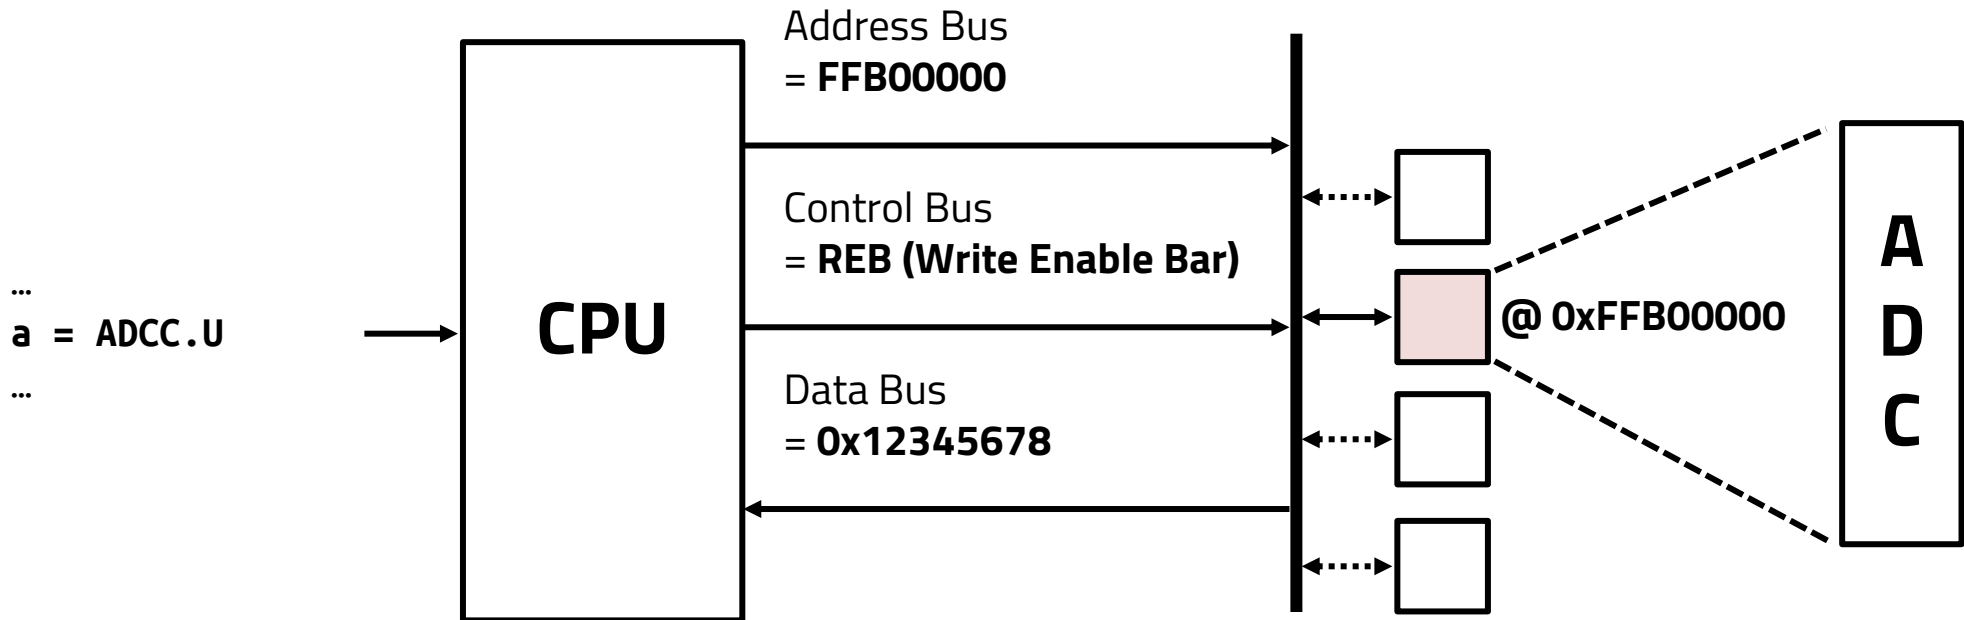 …
a = ADCC.U
…
CPU
Address Bus
= FFB00000
Control Bus
= REB (Write Enable Bar)
Data Bus
= 0x12345678
@ 0xFFB00000
A
D
C